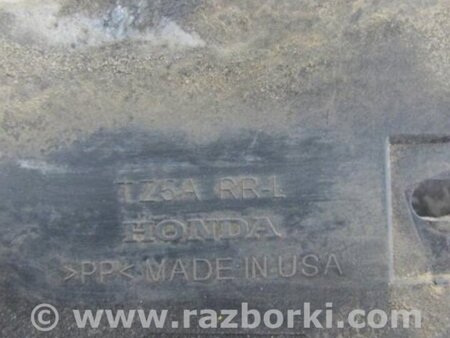 TZ5A RR-L
HONDA
>PP< MADE IN USA
© www.razborki.com